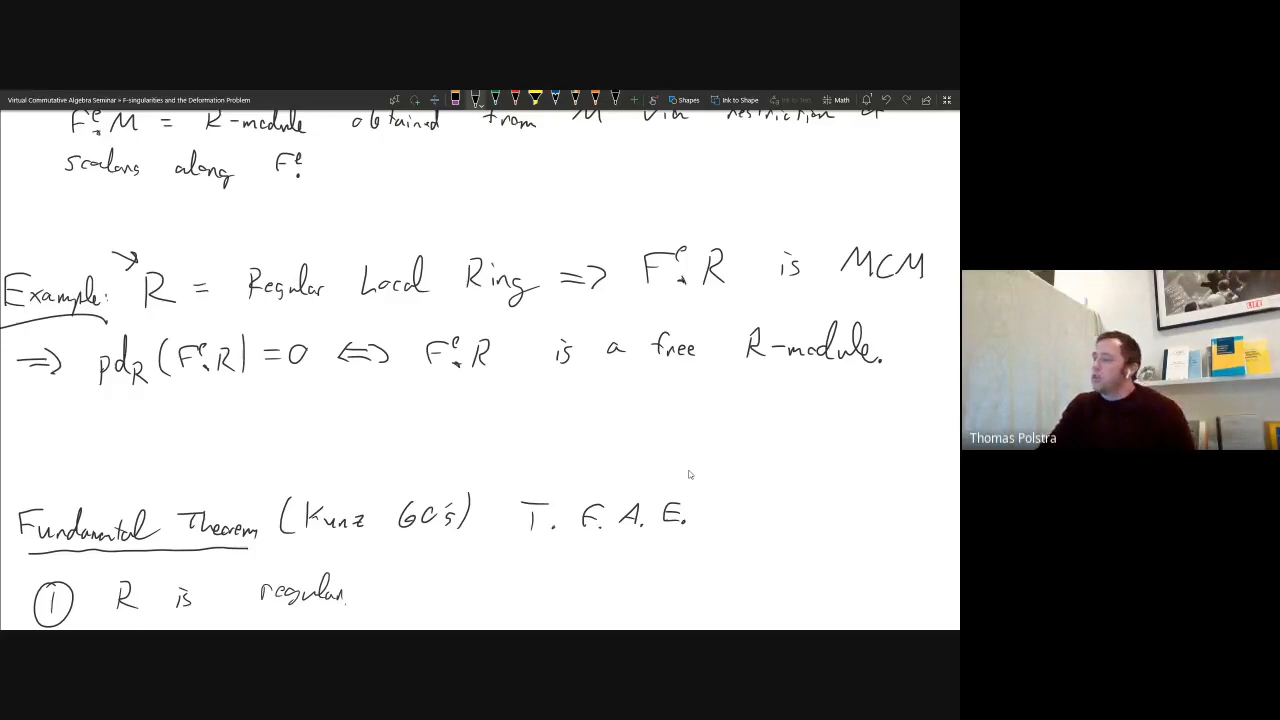 Virtual Commutative Algebra Seminar > F-singularities and the Deformation Problem
Shapes
Ink to Shape
Math
F^e_* M = R-module obtained from M via restriction of
scalars along F^e_*
Example: R = Regular Local Ring => F^e_* R is MCM
=> pd_R (F^e_* R) = 0 <=> F^e_* R is a free R-module.
Fundamental Theorem (Kunz 60's) T. F. A. E.
① R is regular.
LIFE
Thomas Polstra